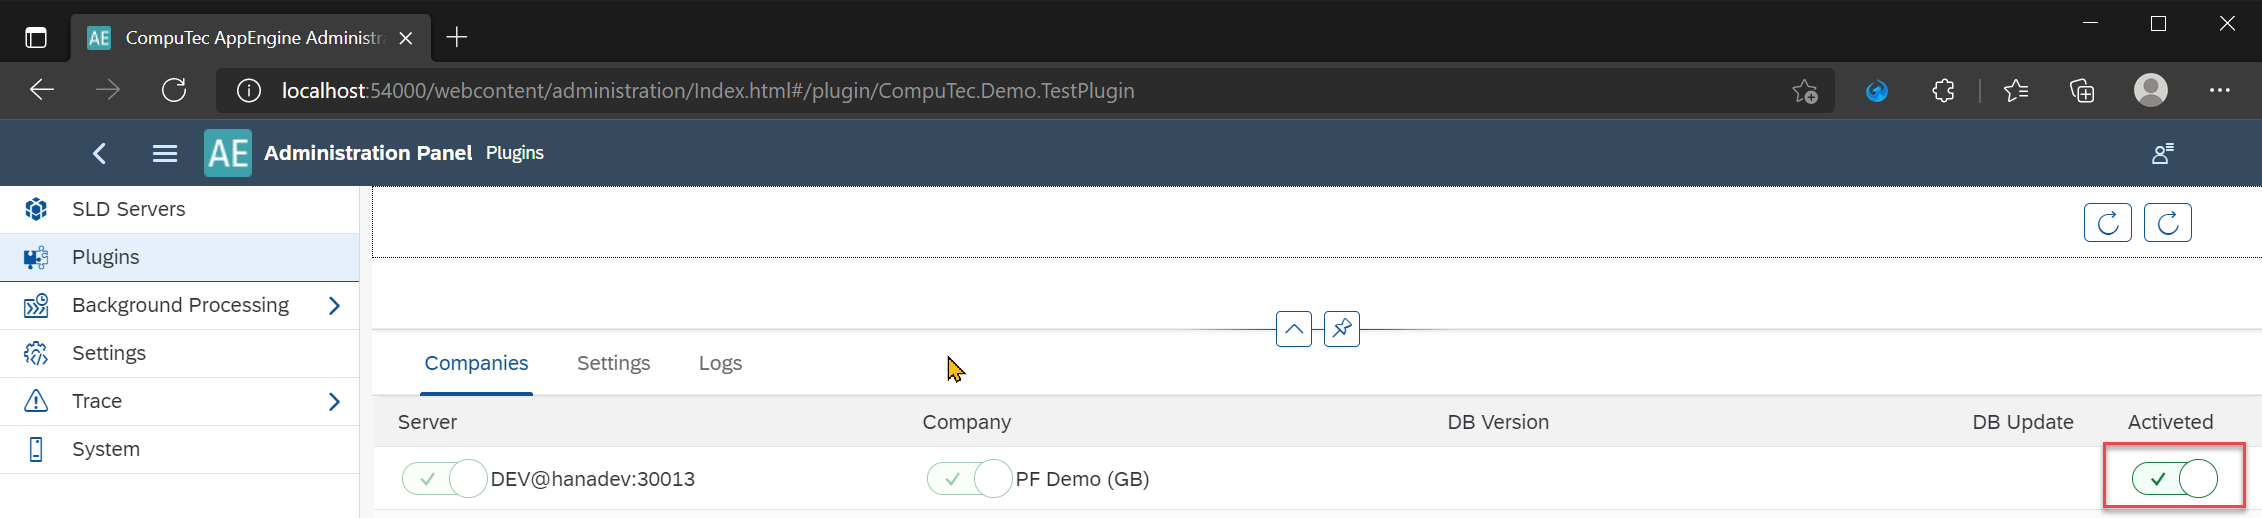 AE CompuTec AppEngine Administra
localhost:54000/webcontent/administration/Index.html#/plugin/CompuTec.Demo.TestPlugin
AE Administration Panel Plugins
SLD Servers
Plugins
Background Processing
Settings
Trace
System
Companies Settings Logs
Server Company DB Version DB Update Activeted
DEV@hanadev:30013 PF Demo (GB)